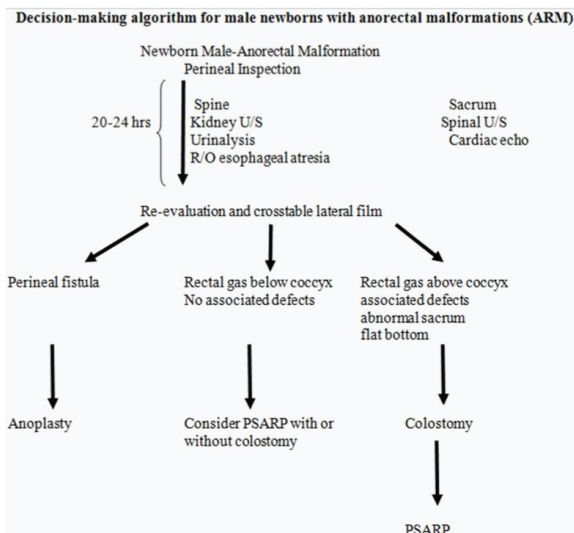 Decision-making algorithm for male newborns with anorectal malformations (ARM)
Newborn Male-Anorectal Malformation
Perineal Inspection
20-24 hrs
Spine
Kidney U/S
Urinalysis
R/O esophageal atresia
Sacrum
Spinal U/S
Cardiac echo
Re-evaluation and crosstable lateral film
Perineal fistula
Rectal gas below coccyx
No associated defects
Rectal gas above coccyx
associated defects
abnormal sacrum
flat bottom
Anoplasty
Consider PSARP with or
without colostomy
Colostomy
PSARP